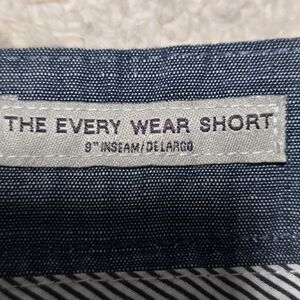 THE EVERY WEAR SHORT
9" INSEAM/DELARGO